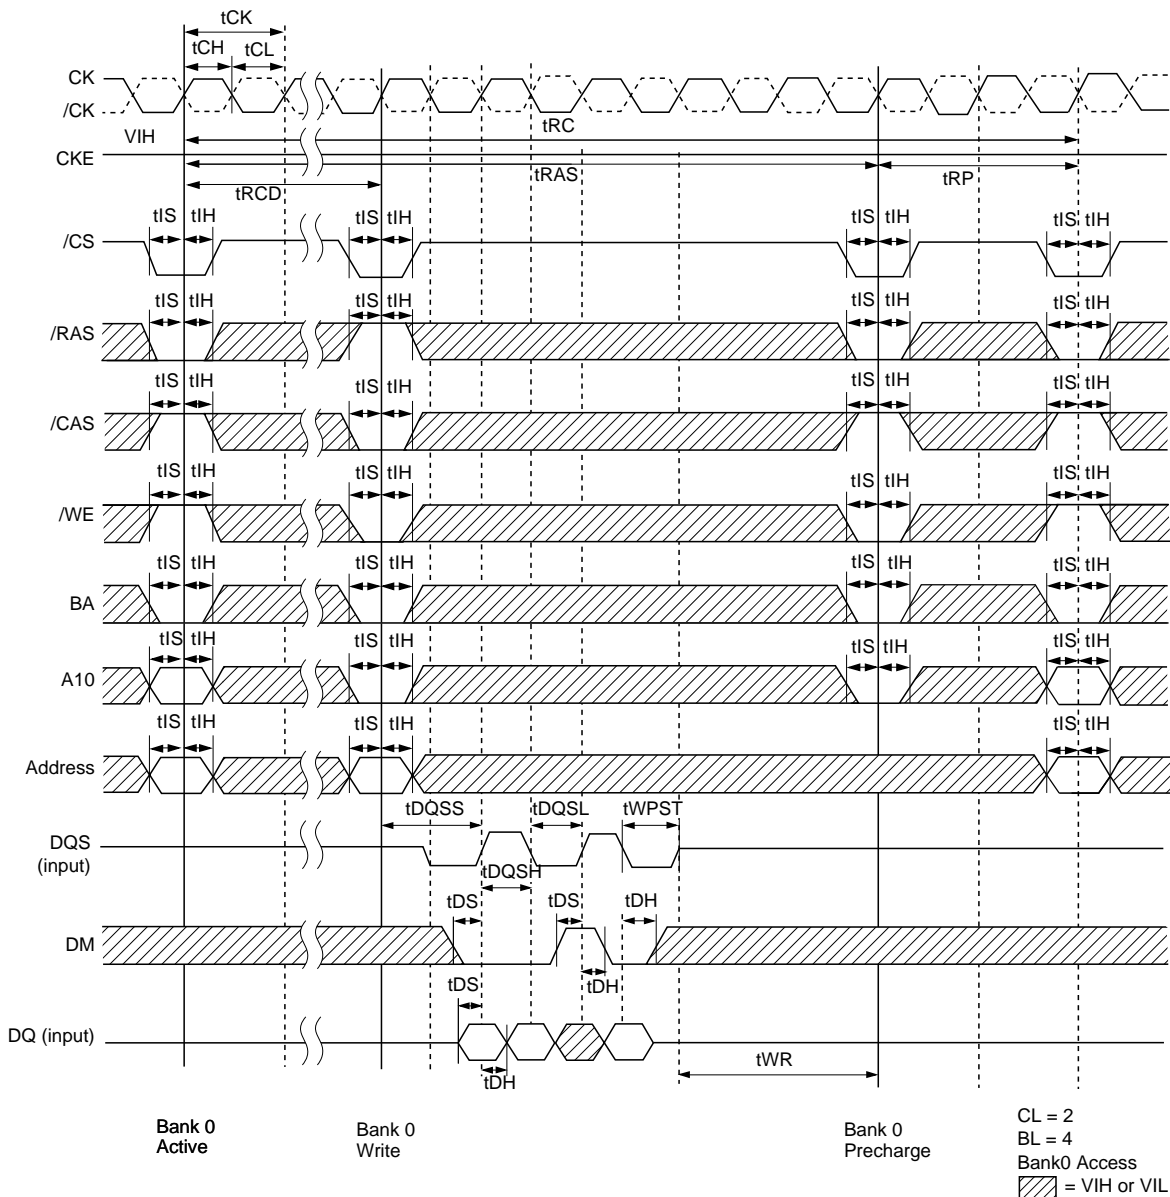 tCK
tCH tCL
CK
/CK
VIH
tRC
CKE
tRAS
tRP
tRCD
tIS tIH tIS tIH tIS tIH tIS tIH
/CS
tIS tIH tIS tIH tIS tIH tIS tIH
/RAS
tIS tIH tIS tIH tIS tIH tIS tIH
/CAS
tIS tIH tIS tIH tIS tIH tIS tIH
/WE
tIS tIH tIS tIH tIS tIH tIS tIH
BA
tIS tIH tIS tIH tIS tIH tIS tIH
A10
tIS tIH tIS tIH tIS tIH
Address
tDQSS tDQSL tWPST
DQS
(input)
tDQSH
tDS tDS tDH
DM
tDS tDH
DQ (input)
tDH
tWR
Bank 0
Active
Bank 0
Write
Bank 0
Precharge
CL = 2
BL = 4
Bank0 Access
= VIH or VIL